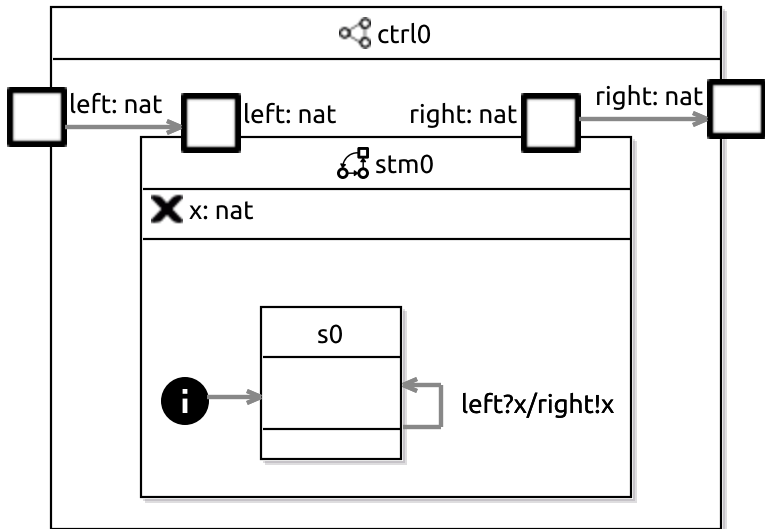 ctrl0
left: nat
left: nat
right: nat
right: nat
stm0
x: nat
s0
i
left?x/right!x